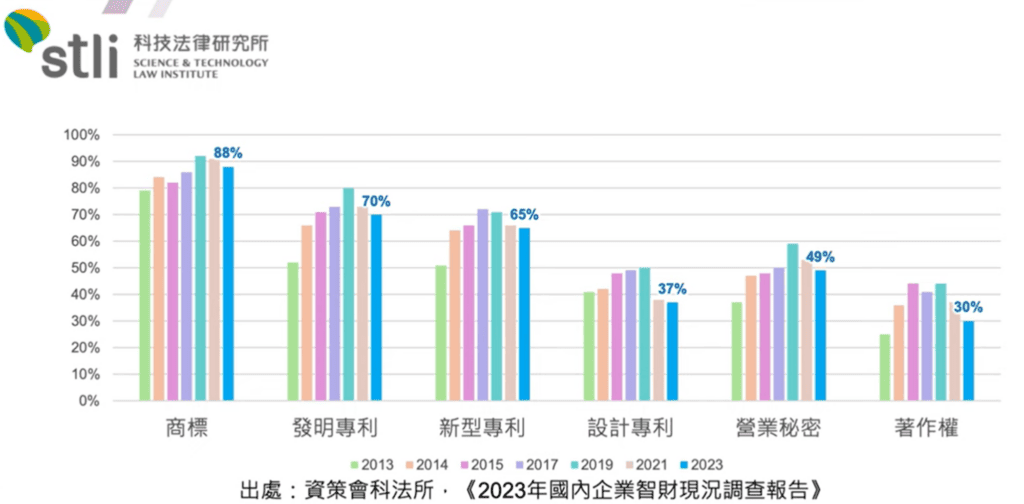 stli 科技法律研究所
SCIENCE & TECHNOLOGY
LAW INSTITUTE
100%
90%
80%
70%
60%
50%
40%
30%
20%
10%
0%
88%
70%
65%
37%
49%
30%
商標 發明專利 新型專利 設計專利 營業秘密 著作權
2013 2014 2015 2017 2019 2021 2023
出處：資策會科法所，《2023年國內企業智財現況調查報告》